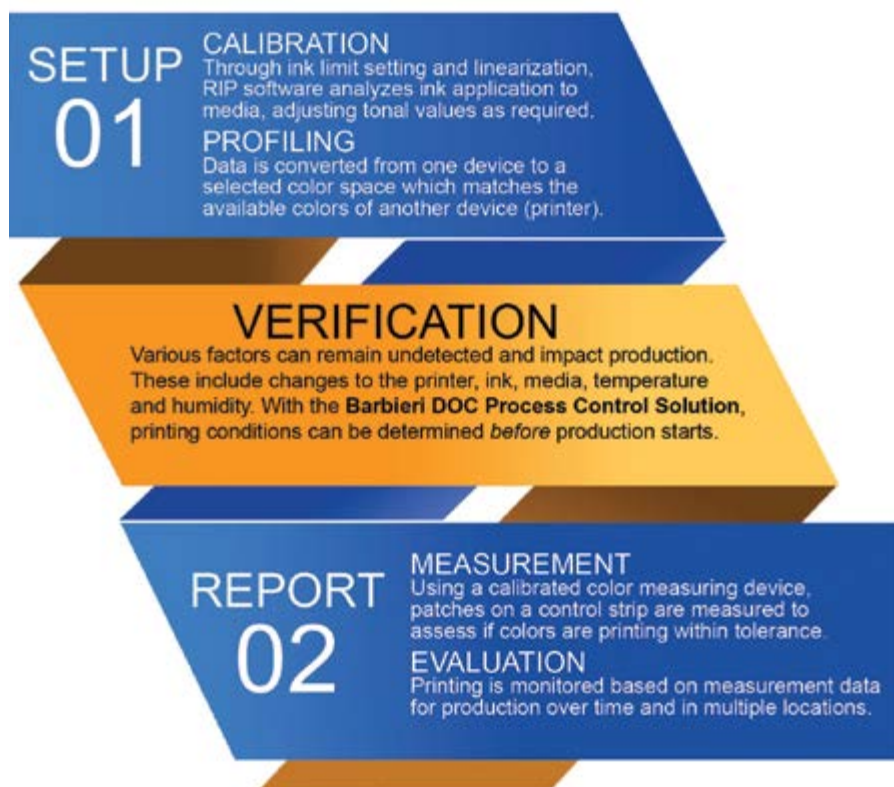 SETUP
01
CALIBRATION
Through ink limit setting and linearization,
RIP software analyzes ink application to
media, adjusting tonal values as required.
PROFILING
Data is converted from one device to a
selected color space which matches the
available colors of another device (printer).
VERIFICATION
Various factors can remain undetected and impact production.
These include changes to the printer, ink, media, temperature
and humidity. With the Barbieri DOC Process Control Solution,
printing conditions can be determined before production starts.
REPORT
02
MEASUREMENT
Using a calibrated color measuring device,
patches on a control strip are measured to
assess if colors are printing within tolerance.
EVALUATION
Printing is monitored based on measurement data
for production over time and in multiple locations.